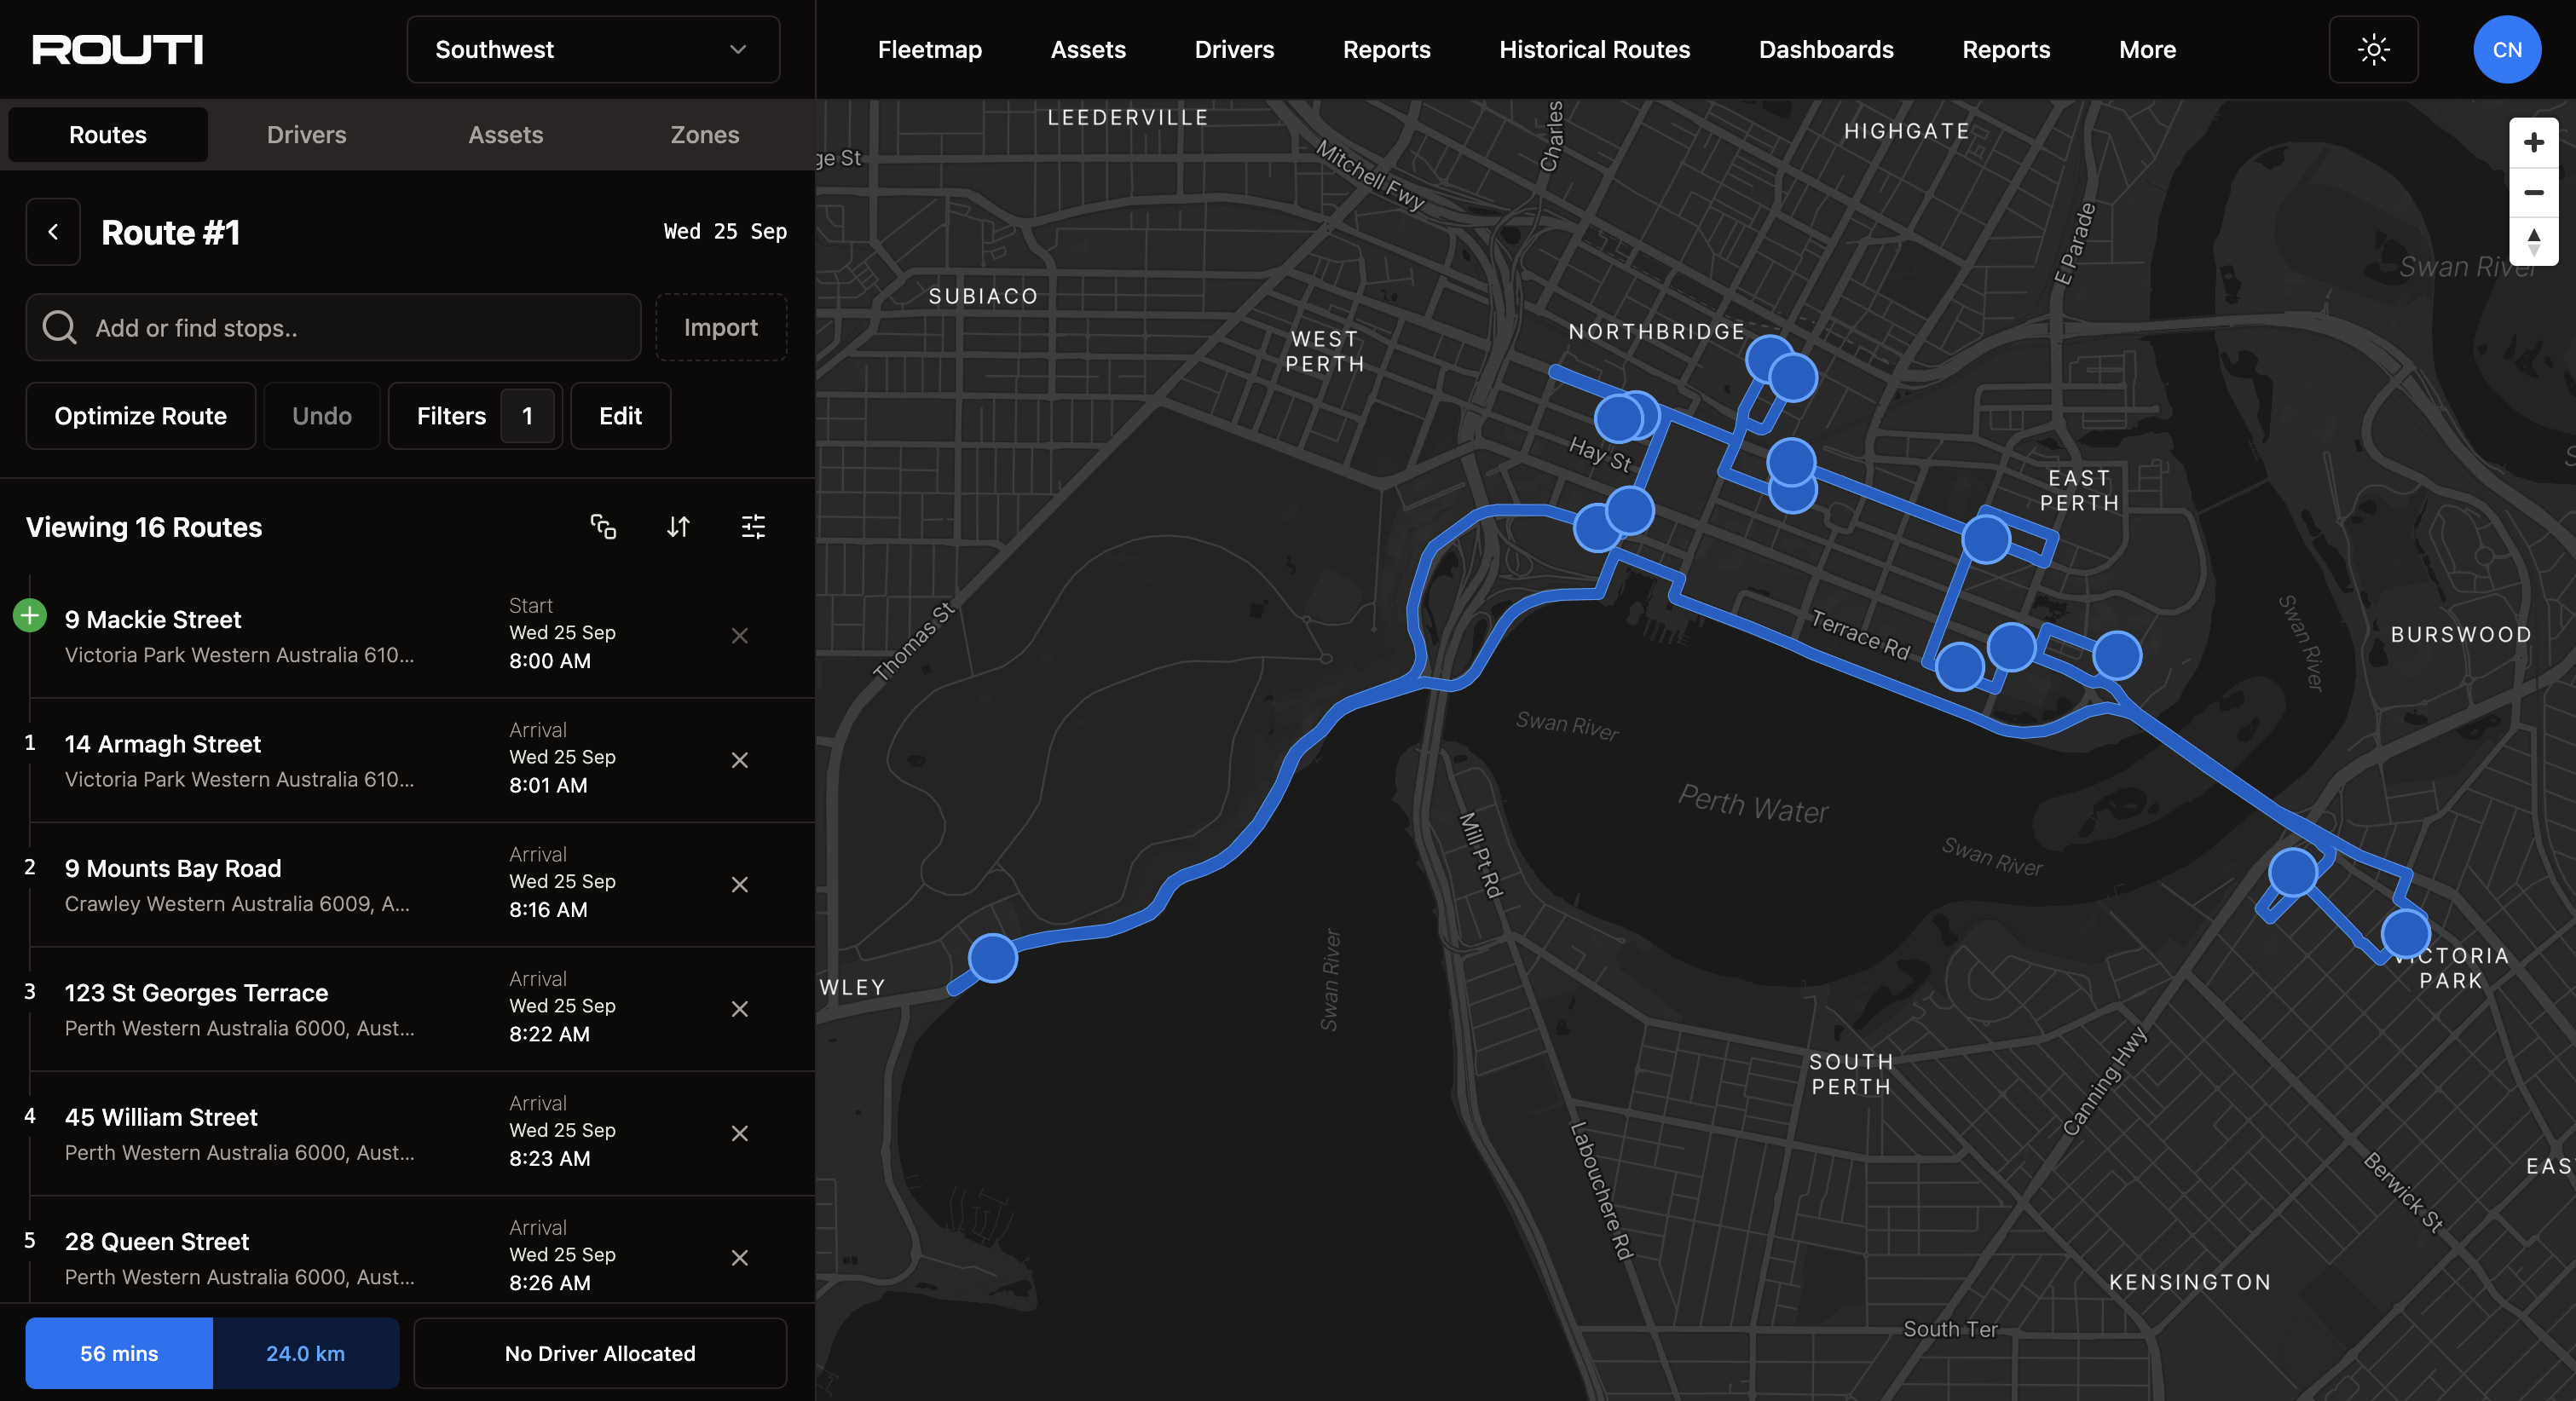 ROUTI
Southwest
Fleetmap
Assets
Drivers
Reports
Historical Routes
Dashboards
Reports
More
CN
Routes
Drivers
Assets
Zones
Route #1
Wed 25 Sep
Add or find stops..
Import
Optimize Route
Undo
Filters 1
Edit
Viewing 16 Routes
9 Mackie Street
Victoria Park Western Australia 610...
Start
Wed 25 Sep
8:00 AM
1
14 Armagh Street
Victoria Park Western Australia 610...
Arrival
Wed 25 Sep
8:01 AM
2
9 Mounts Bay Road
Crawley Western Australia 6009, A...
Arrival
Wed 25 Sep
8:16 AM
3
123 St Georges Terrace
Perth Western Australia 6000, Aust...
Arrival
Wed 25 Sep
8:22 AM
4
45 William Street
Perth Western Australia 6000, Aust...
Arrival
Wed 25 Sep
8:23 AM
5
28 Queen Street
Perth Western Australia 6000, Aust...
Arrival
Wed 25 Sep
8:26 AM
56 mins
24.0 km
No Driver Allocated
LEEDERVILLE
HIGHGATE
Charles
Mitchell Fwy
ge St
E Parade
Swan River
SUBIACO
WEST
PERTH
NORTHBRIDGE
Hay St
EAST
PERTH
Thomas St
Terrace Rd
Swan River
BURSWOOD
Swan River
Perth Water
Swan River
Mill Pt Rd
Swan River
WLEY
VICTORIA
PARK
SOUTH
PERTH
Canning Hwy
Labouchere Rd
Berwick St
EAS
KENSINGTON
South Ter